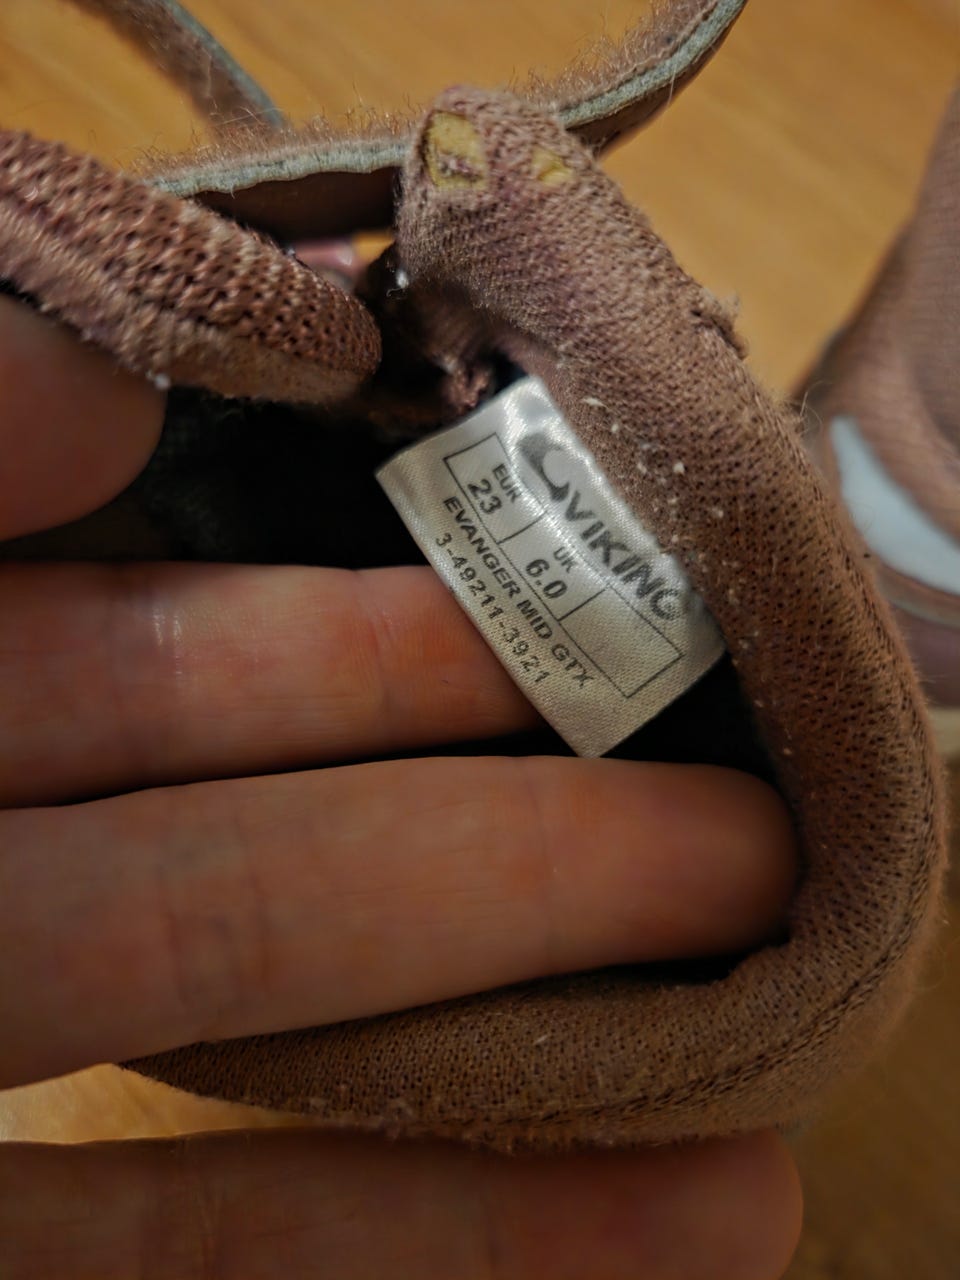 VIKING
EUR UK
23 6.0
EVANGER MID GTX
3-49211-3921